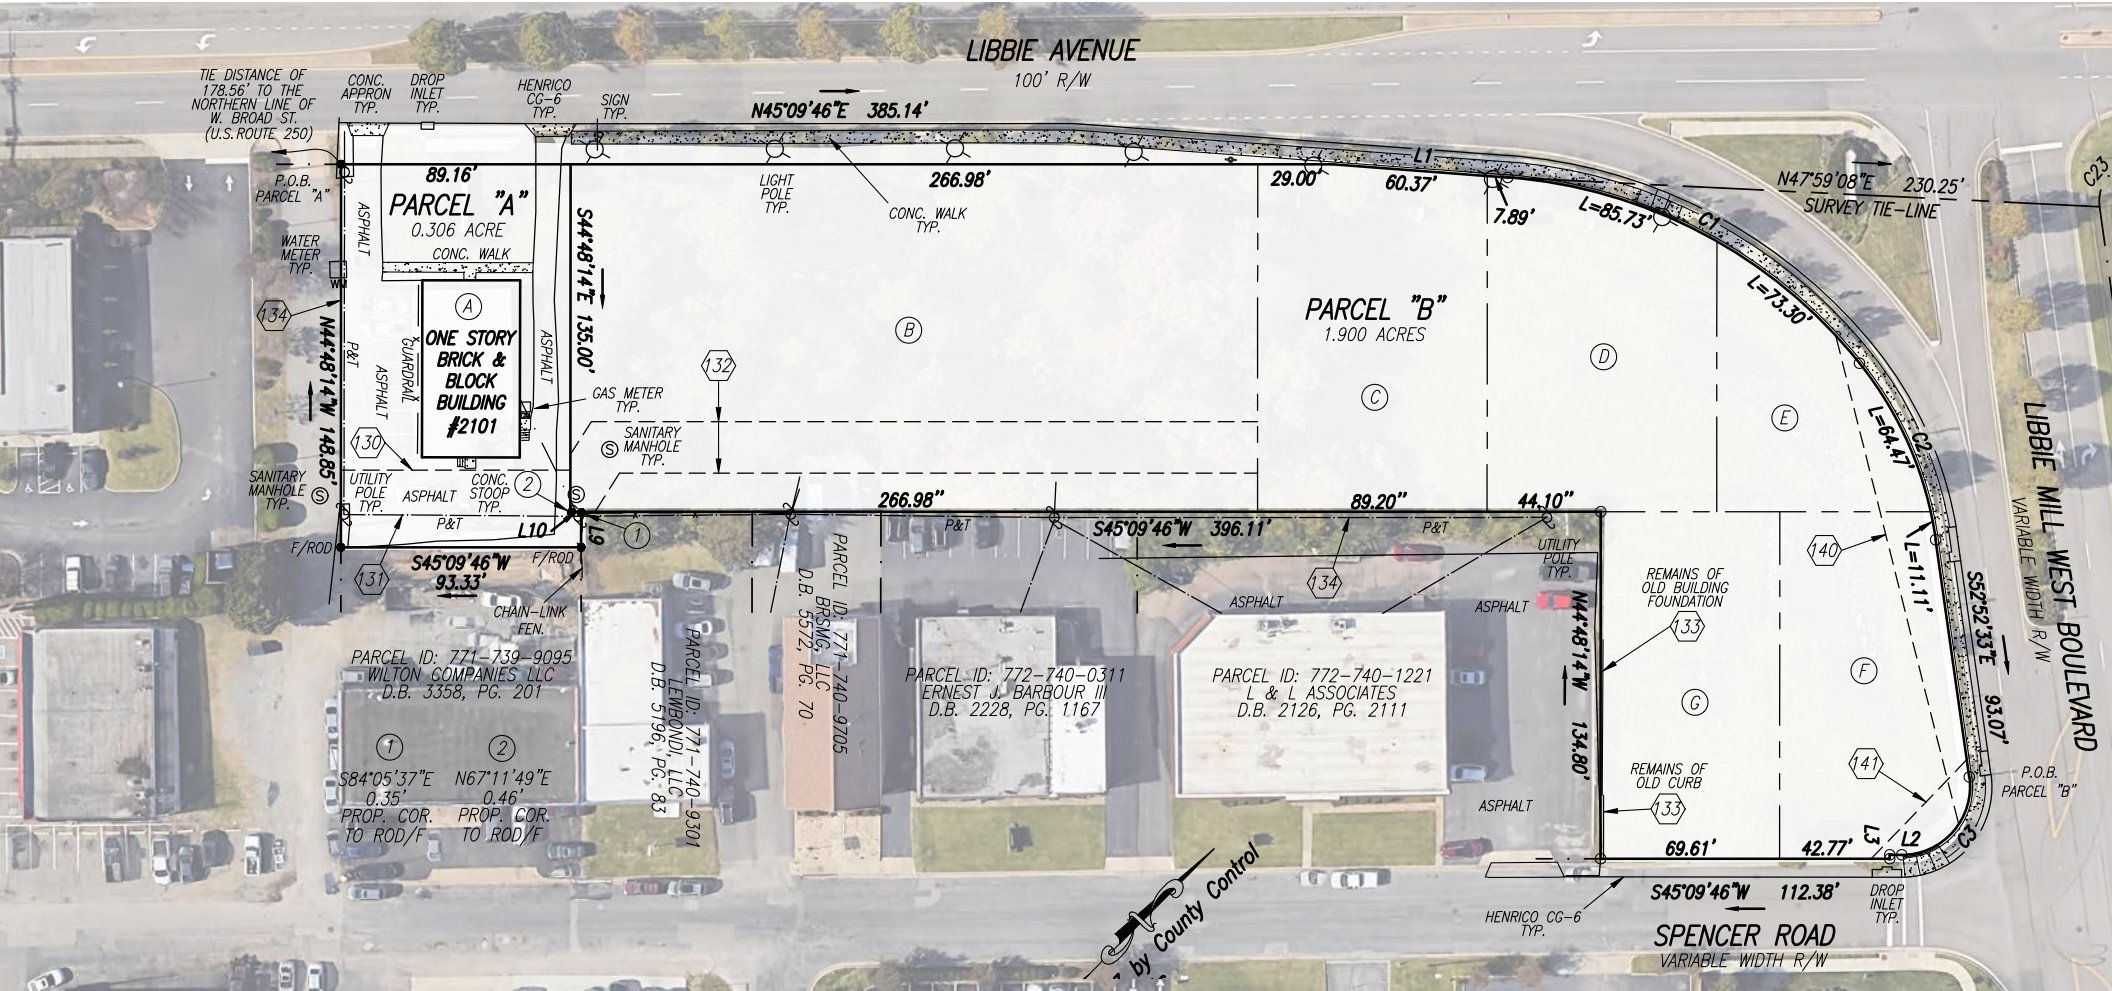 LIBBIE AVENUE
100' R/W
TIE DISTANCE OF
178.56' TO THE
NORTHERN LINE OF
W. BROAD ST.
(U.S.ROUTE 250)
CONC.
APPRON
TYP.
DROP
INLET
TYP.
HENRICO
CG-6
TYP.
SIGN
TYP.
N45°09'46"E 385.14'
L1
N47°59'08"E 230.25'
SURVEY TIE-LINE
C23
P.O.B.
PARCEL "A"
89.16'
PARCEL "A"
0.306 ACRE
CONC. WALK
ASPHALT
LIGHT
POLE
TYP.
266.98'
CONC. WALK
TYP.
29.00'
60.37'
7.89'
L=85.73'
C1
WATER
METER
TYP.
WM
134
N44°48'14"W 148.85'
P&T
ASPHALT
GUARDRAIL
A
ONE STORY
BRICK &
BLOCK
BUILDING
#2101
ASPHALT
S44°48'14"E 135.00'
B
PARCEL "B"
1.900 ACRES
C
D
L=73.30'
E
L=64.47'
C2
132
GAS METER
TYP.
S
SANITARY
MANHOLE
TYP.
130
SANITARY
MANHOLE
TYP.
S
UTILITY
POLE
TYP.
ASPHALT
CONC.
STOOP
TYP.
2
S
P&T
L10
L9
1
F/ROD
F/ROD
131
S45°09'46"W
93.33'
CHAIN-LINK
FEN.
266.98"
P&T
S45°09'46"W 396.11'
89.20"
P&T
44.10"
134
UTILITY
POLE
TYP.
ASPHALT
ASPHALT
ASPHALT
PARCEL ID: 771-739-9095
WILTON COMPANIES LLC
D.B. 3358, PG. 201
1
S84°05'37"E
0.35'
PROP. COR.
TO ROD/F
2
N67°11'49"E
0.46'
PROP. COR.
TO ROD/F
PARCEL ID: 771-740-9301
LEWBONDI, LLC
D.B. 5196, PG. 83
PARCEL ID: 771-740-9705
BRSMG, LLC
D.B. 5572, PG. 70
PARCEL ID: 772-740-0311
ERNEST J. BARBOUR III
D.B. 2228, PG. 1167
PARCEL ID: 772-740-1221
L & L ASSOCIATES
D.B. 2126, PG. 2111
N44°48'14"W 134.80'
REMAINS OF
OLD BUILDING
FOUNDATION
133
REMAINS OF
OLD CURB
133
G
F
140
141
L=11.11'
S52°52'33"E 93.07'
LIBBIE MILL WEST BOULEVARD
VARIABLE WIDTH R/W
P.O.B.
PARCEL "B"
69.61'
42.77'
L3
L2
C3
S45°09'46"W 112.38'
DROP
INLET
TYP.
HENRICO CG-6
TYP.
SPENCER ROAD
VARIABLE WIDTH R/W
by County Control